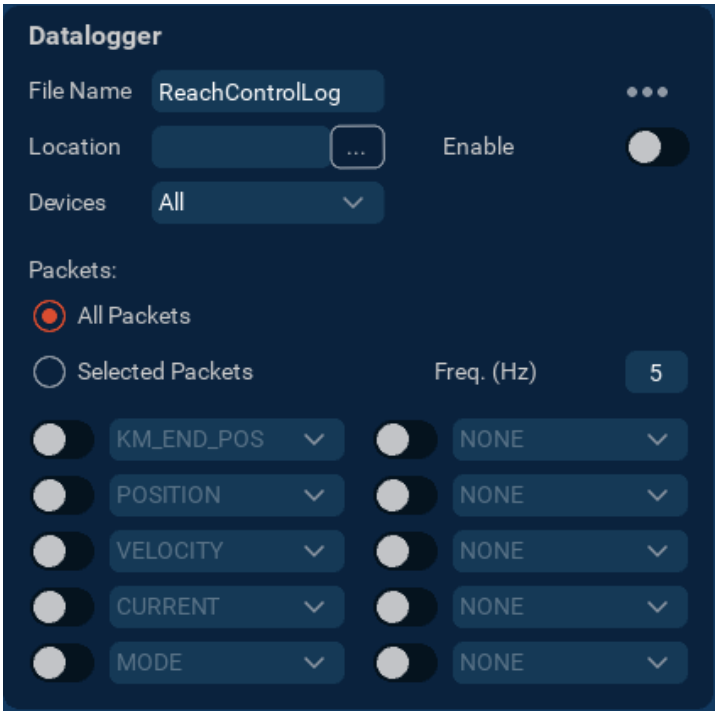 Datalogger
File Name ReachControlLog •••
Location ... Enable
Devices All
Packets:
All Packets
Selected Packets Freq. (Hz) 5
KM_END_POS NONE
POSITION NONE
VELOCITY NONE
CURRENT NONE
MODE NONE